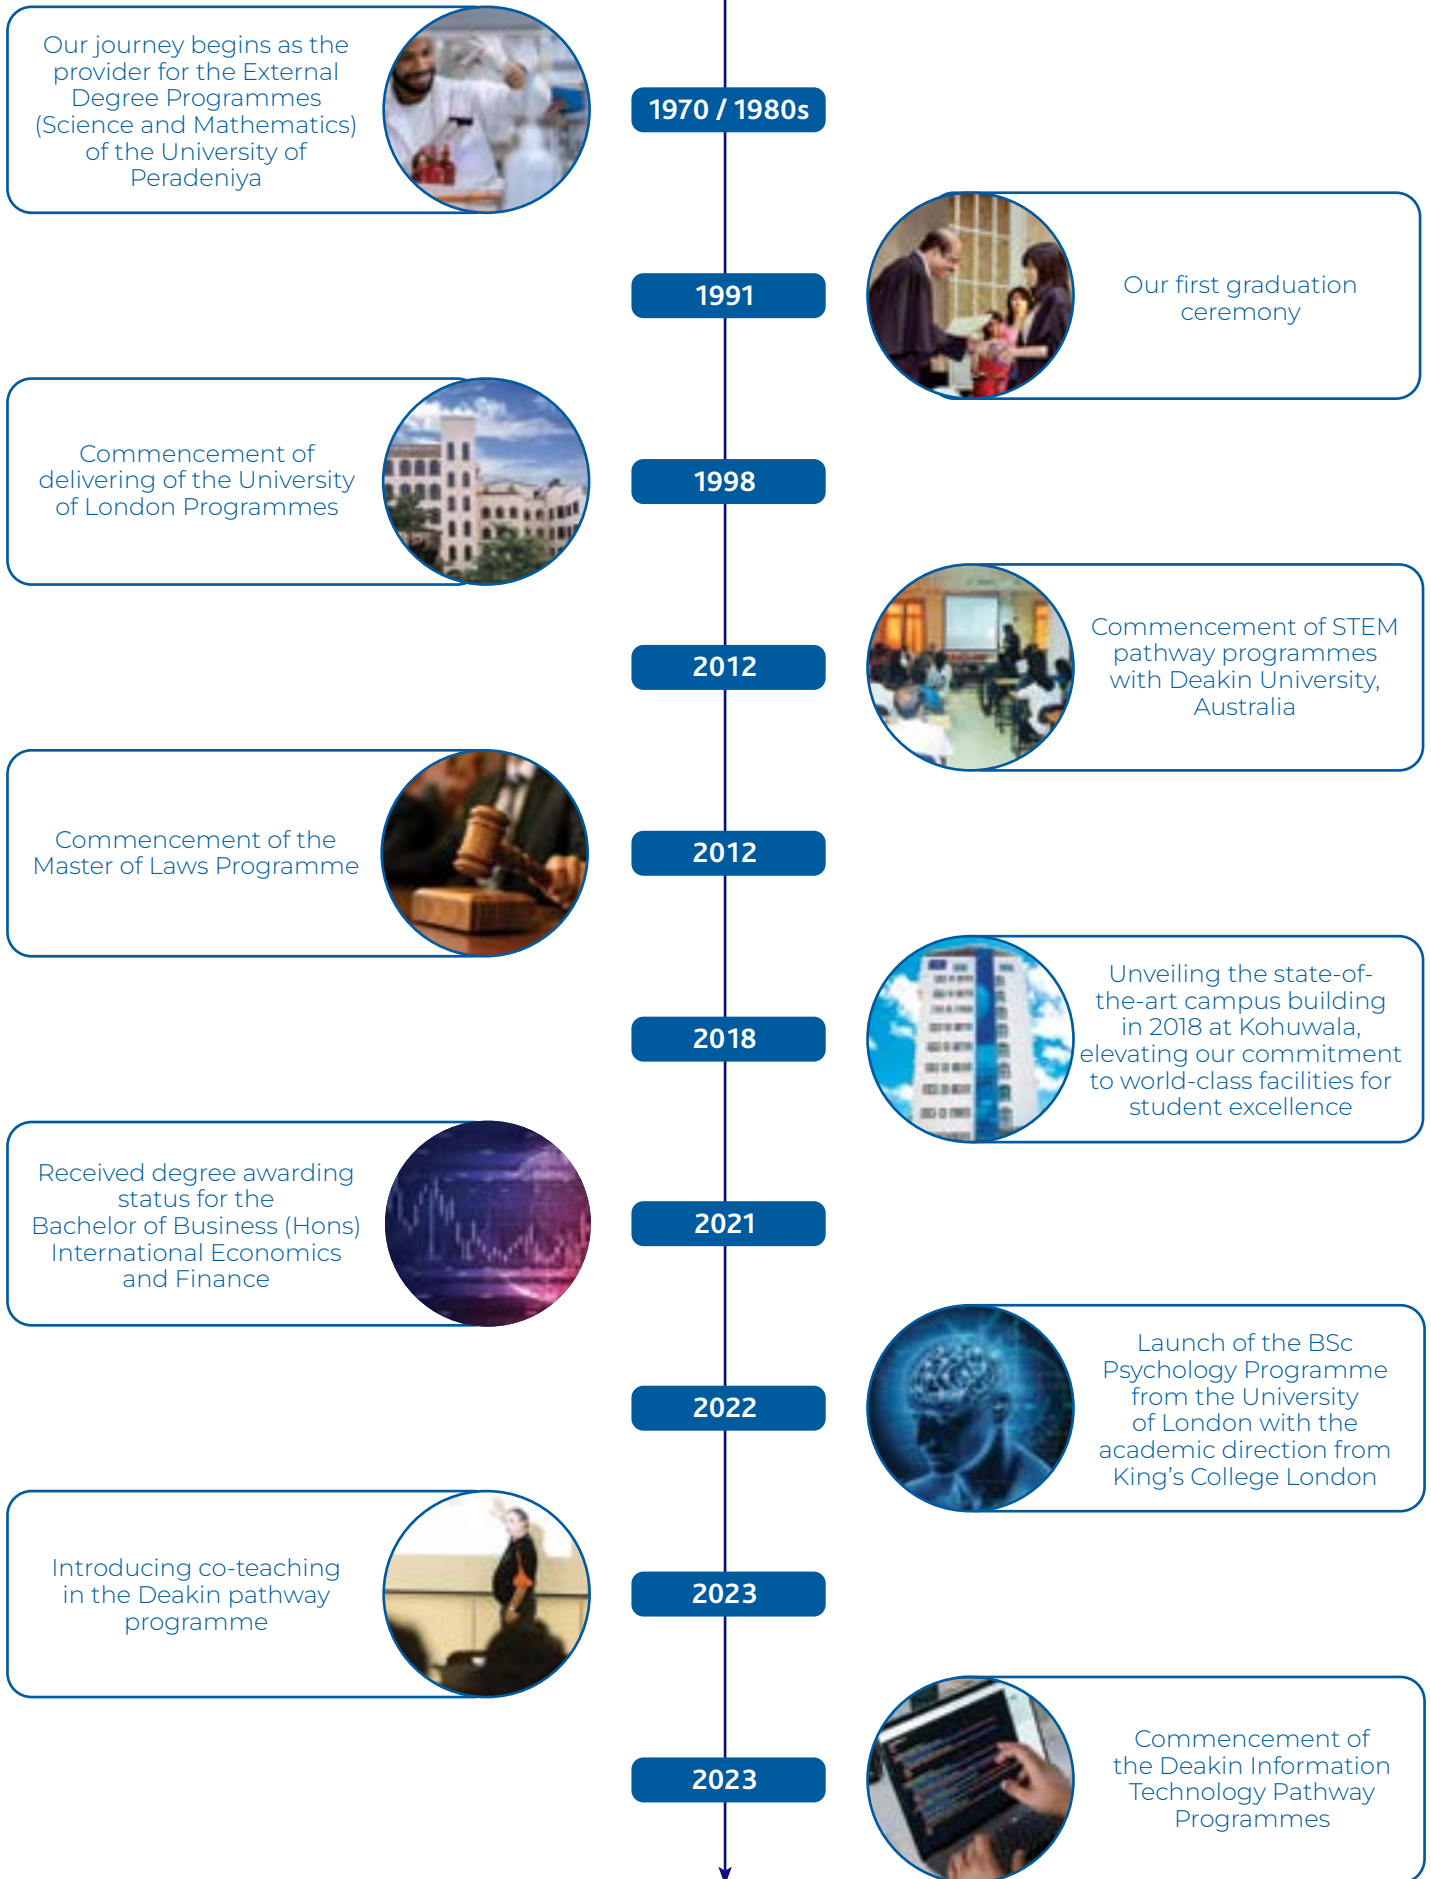 Our journey begins as the
provider for the External
Degree Programmes
(Science and Mathematics)
of the University of
Peradeniya
1970 / 1980s
1991
Our first graduation
ceremony
Commencement of
delivering of the University
of London Programmes
1998
2012
Commencement of STEM
pathway programmes
with Deakin University,
Australia
Commencement of the
Master of Laws Programme
2012
2018
Unveiling the state-of-
the-art campus building
in 2018 at Kohuwala,
elevating our commitment
to world-class facilities for
student excellence
Received degree awarding
status for the
Bachelor of Business (Hons)
International Economics
and Finance
2021
2022
Launch of the BSc
Psychology Programme
from the University
of London with the
academic direction from
King's College London
Introducing co-teaching
in the Deakin pathway
programme
2023
2023
Commencement of
the Deakin Information
Technology Pathway
Programmes